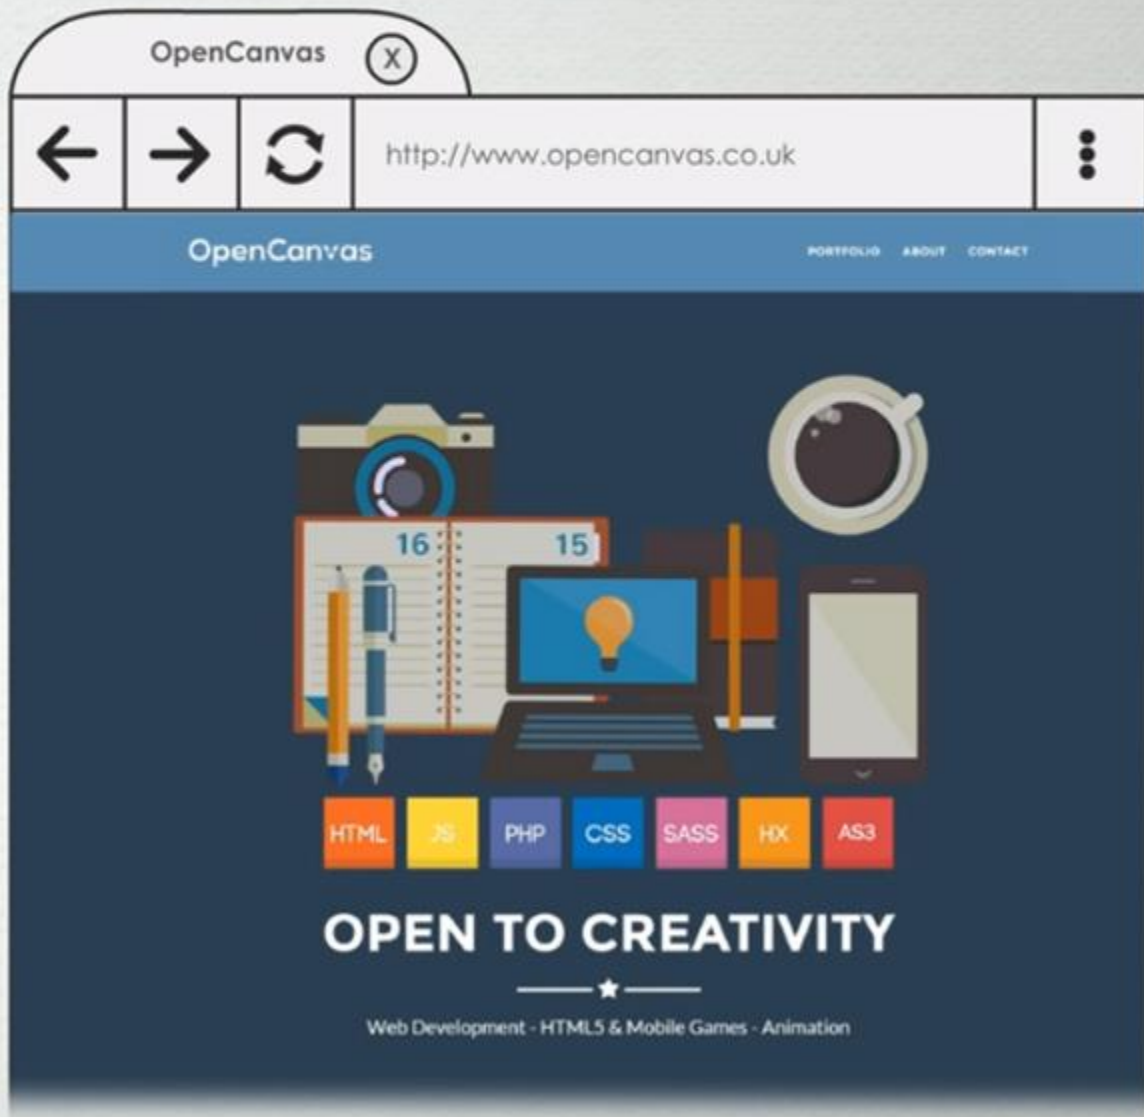 OpenCanvas X
http://www.opencanvas.co.uk
OpenCanvas PORTFOLIO ABOUT CONTACT
16 15
HTML JS PHP CSS SASS HX AS3
OPEN TO CREATIVITY
Web Development - HTML5 & Mobile Games - Animation